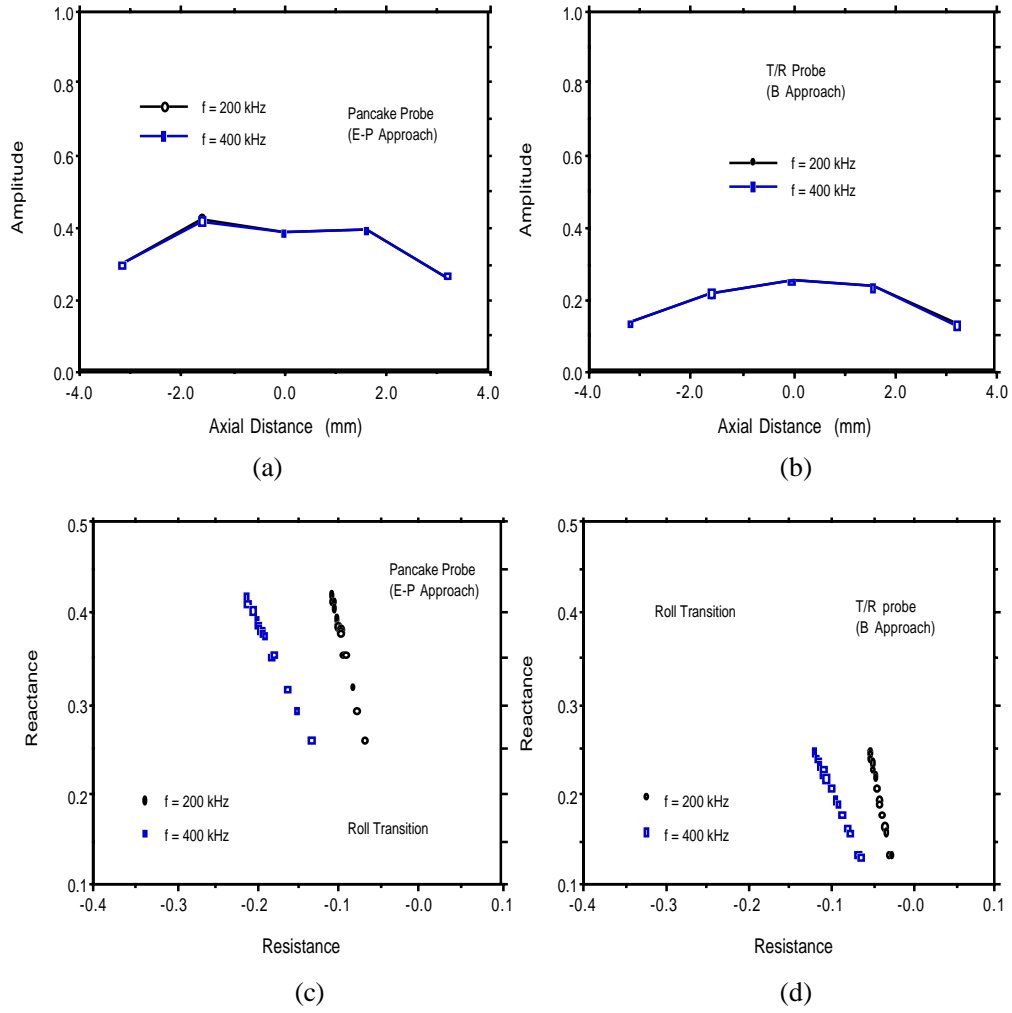 1.0
0.8
0.6
0.4
0.2
0.0
Amplitude
f = 200 kHz
f = 400 kHz
Pancake Probe
(E-P Approach)
-4.0 -2.0 0.0 2.0 4.0
Axial Distance (mm)
(a)
1.0
0.8
0.6
0.4
0.2
0.0
Amplitude
T/R Probe
(B Approach)
f = 200 kHz
f = 400 kHz
-4.0 -2.0 0.0 2.0 4.0
Axial Distance (mm)
(b)
0.5
0.4
0.3
0.2
0.1
Reactance
Pancake Probe
(E-P Approach)
f = 200 kHz
f = 400 kHz
Roll Transition
-0.4 -0.3 -0.2 -0.1 -0.0 0.1
Resistance
(c)
0.5
0.4
0.3
0.2
0.1
Reactance
Roll Transition
T/R probe
(B Approach)
f = 200 kHz
f = 400 kHz
-0.4 -0.3 -0.2 -0.1 -0.0 0.1
Resistance
(d)